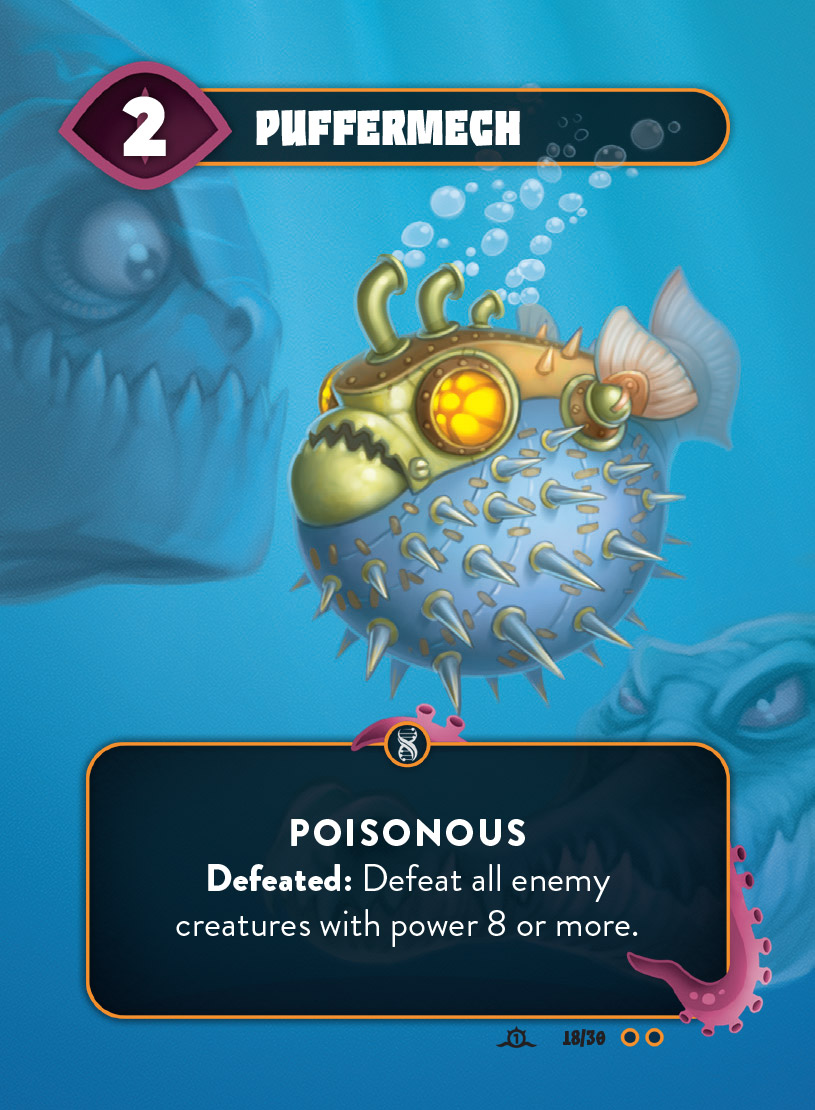 2
PUFFERMECH
POISONOUS
Defeated: Defeat all enemy
creatures with power 8 or more.
1 18/30